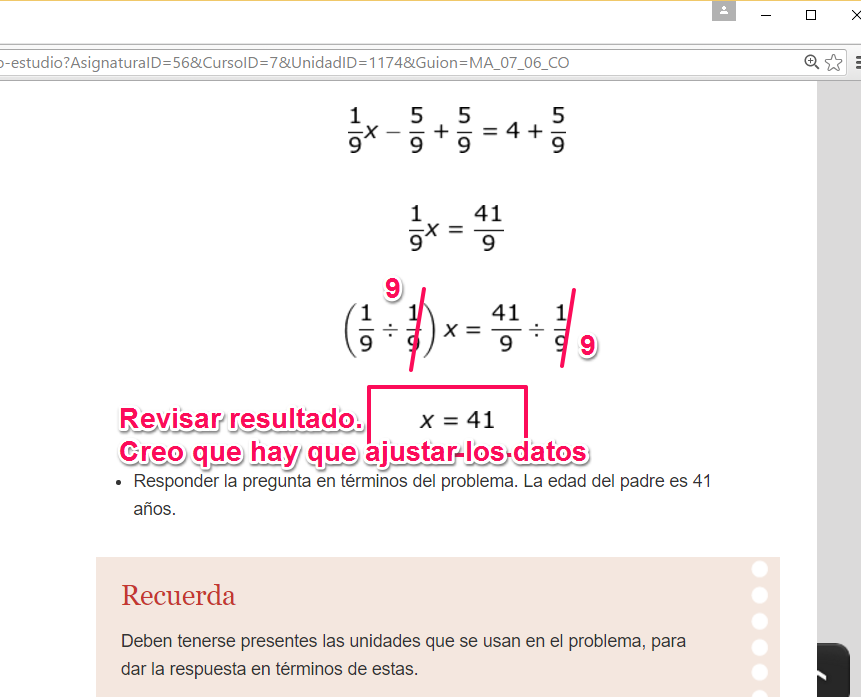 o-estudio?AsignaturaID=56&CursoID=7&UnidadID=1174&Guion=MA_07_06_CO
1/9 x − 5/9 + 5/9 = 4 + 5/9
1/9 x = 41/9
9
(1/9 ÷ 1/9) x = 41/9 ÷ 1/9 9
Revisar resultado. x = 41
Creo que hay que ajustar los datos
• Responder la pregunta en términos del problema. La edad del padre es 41
años.
Recuerda
Deben tenerse presentes las unidades que se usan en el problema, para
dar la respuesta en términos de estas.